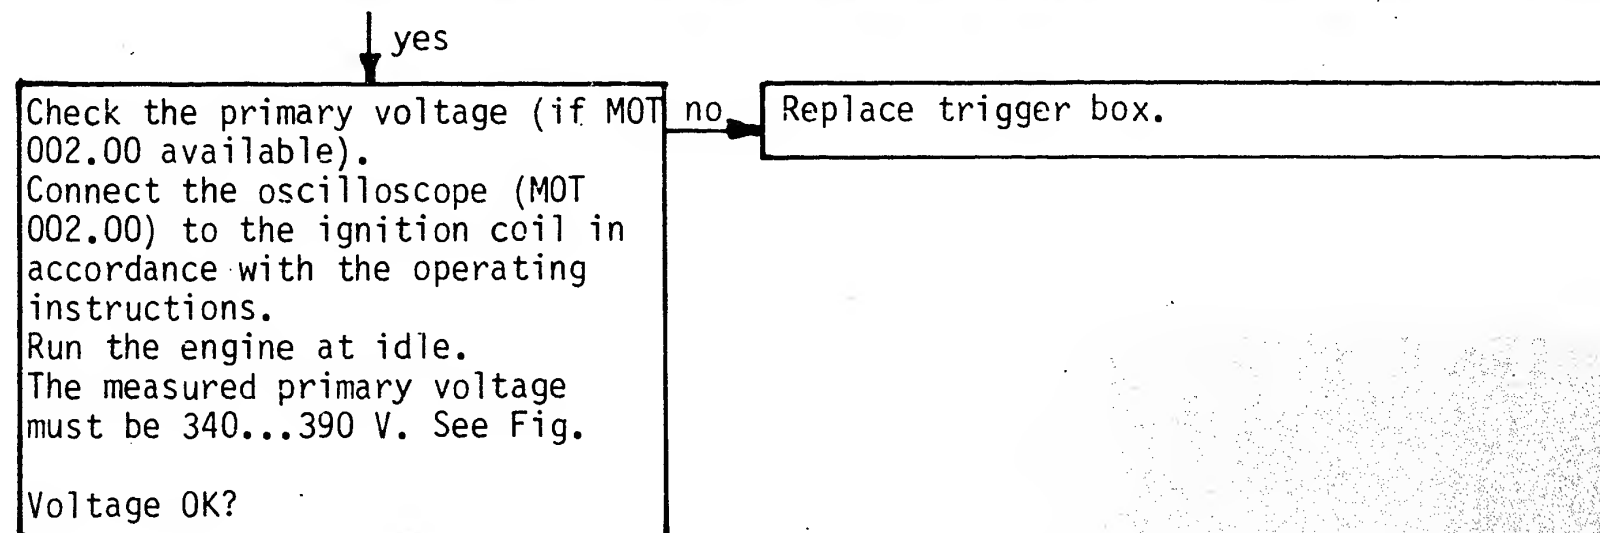 yes
Check the primary voltage (if MOT
002.00 available).
Connect the oscilloscope (MOT
002.00) to the ignition coil in
accordance with the operating
instructions.
Run the engine at idle.
The measured primary voltage
must be 340...390 V. See Fig.
Voltage OK?
no
Replace trigger box.